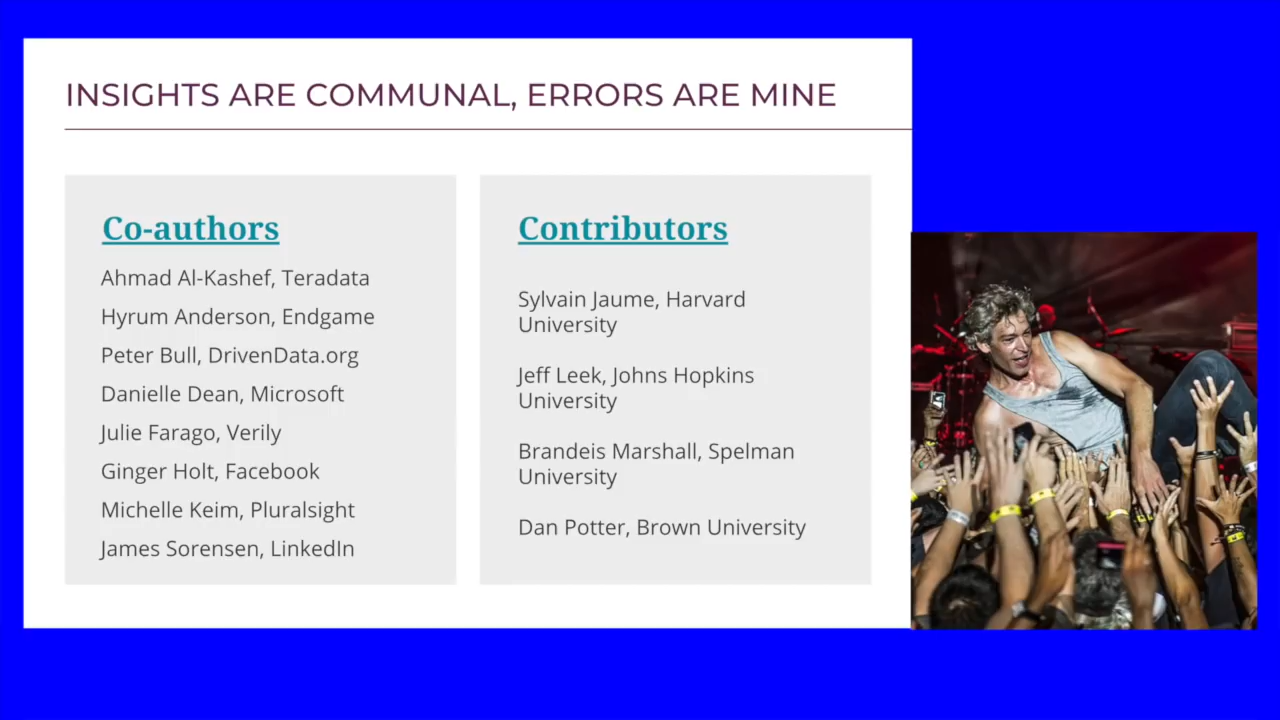 INSIGHTS ARE COMMUNAL, ERRORS ARE MINE
Co-authors
Ahmad Al-Kashef, Teradata
Hyrum Anderson, Endgame
Peter Bull, DrivenData.org
Danielle Dean, Microsoft
Julie Farago, Verily
Ginger Holt, Facebook
Michelle Keim, Pluralsight
James Sorensen, LinkedIn
Contributors
Sylvain Jaume, Harvard
University
Jeff Leek, Johns Hopkins
University
Brandeis Marshall, Spelman
University
Dan Potter, Brown University